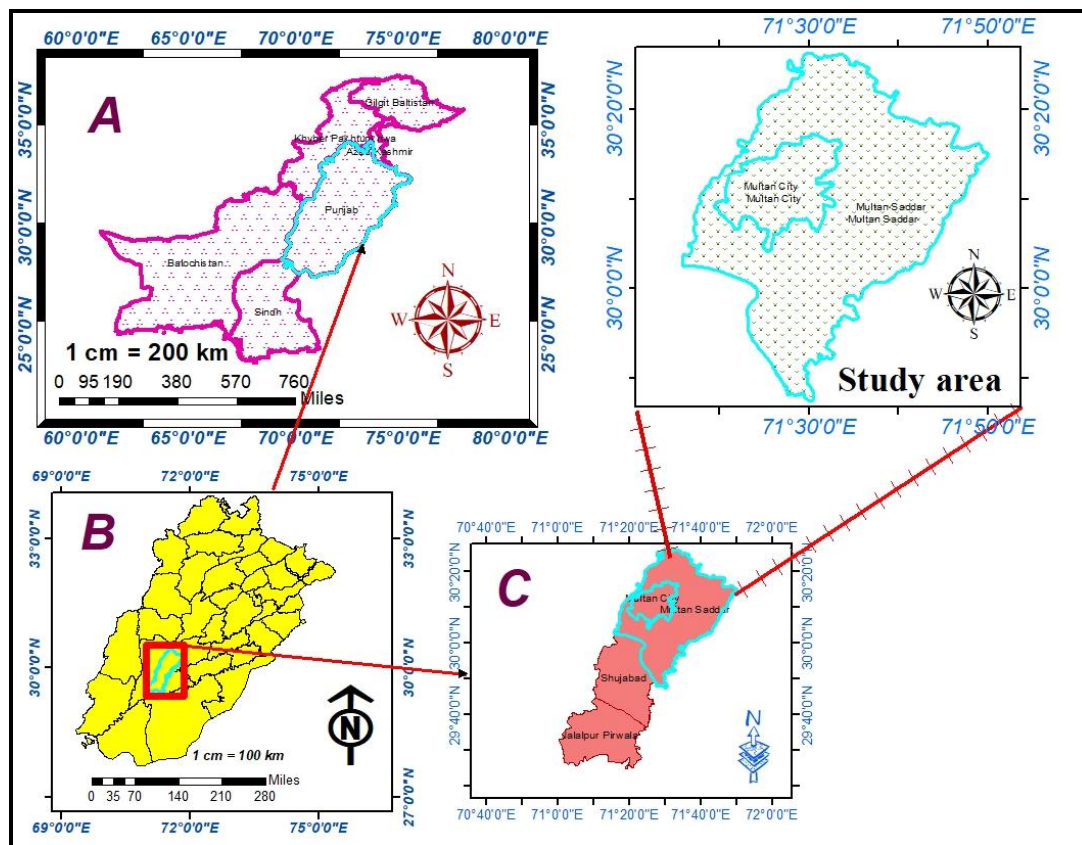 60°0'0"E 65°0'0"E 70°0'0"E 75°0'0"E 80°0'0"E
A
35°0'0"N
30°0'0"N
25°0'0"N
Gilgit Baltistan
Khyber Pakhtunkhwa
Azad Kashmir
Punjab
Balochistan
Sindh
N
W E
S
1 cm = 200 km
0 95 190 380 570 760
Miles
35°0'0"N
30°0'0"N
25°0'0"N
60°0'0"E 65°0'0"E 70°0'0"E 75°0'0"E 80°0'0"E
71°30'0"E 71°50'0"E
30°20'0"N
30°0'0"N
Multan City
Multan City
Multan Saddar
Multan Saddar
N
W E
S
Study area
30°20'0"N
30°0'0"N
71°30'0"E 71°50'0"E
69°0'0"E 72°0'0"E 75°0'0"E
B
33°0'0"N
30°0'0"N
N
1 cm = 100 km
Miles
0 35 70 140 210 280
33°0'0"N
30°0'0"N
27°0'0"N
69°0'0"E 72°0'0"E 75°0'0"E
70°40'0"E 71°0'0"E 71°20'0"E 71°40'0"E 72°0'0"E
C
30°20'0"N
30°0'0"N
29°40'0"N
Multan City
Multan Saddar
Shujabad
Jalalpur Pirwala
N
30°20'0"N
30°0'0"N
29°40'0"N
70°40'0"E 71°0'0"E 71°20'0"E 71°40'0"E 72°0'0"E